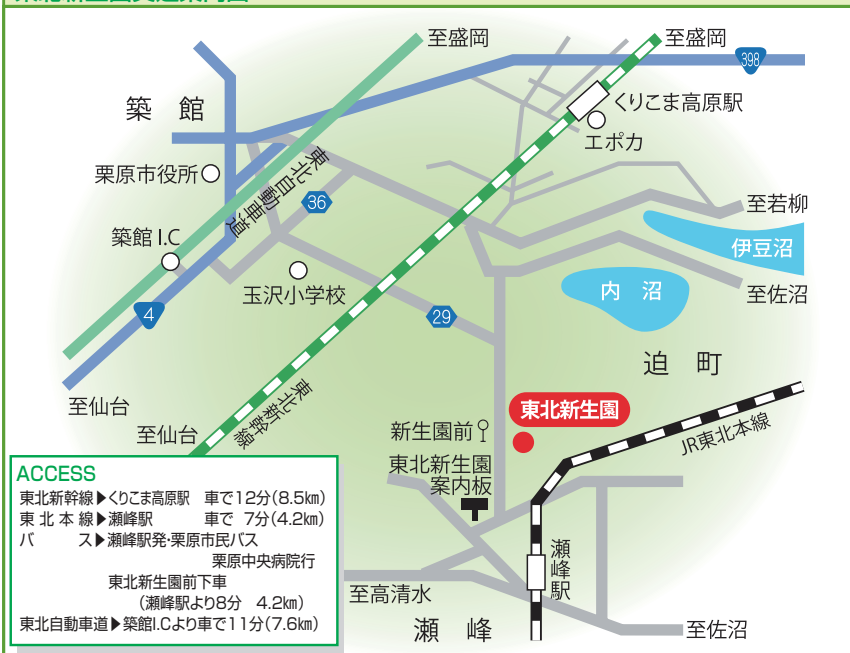 至盛岡
至盛岡
398
築 館
くりこま高原駅
エポカ
栗原市役所
東北自動車道
36
至若柳
築館 I.C
伊豆沼
玉沢小学校
内 沼
至佐沼
4
29
迫 町
至仙台
東北新幹線
東北新生園
至仙台
新生園前
JR東北本線
東北新生園
案内板
ACCESS
東北新幹線▶くりこま高原駅 車で12分(8.5km)
東北本線▶瀬峰駅 車で 7分(4.2km)
バ ス▶瀬峰駅発・栗原市民バス
栗原中央病院行
東北新生園前下車
(瀬峰駅より8分 4.2km)
東北自動車道▶築館I.Cより車で11分(7.6km)
瀬峰駅
至高清水
瀬 峰
至佐沼